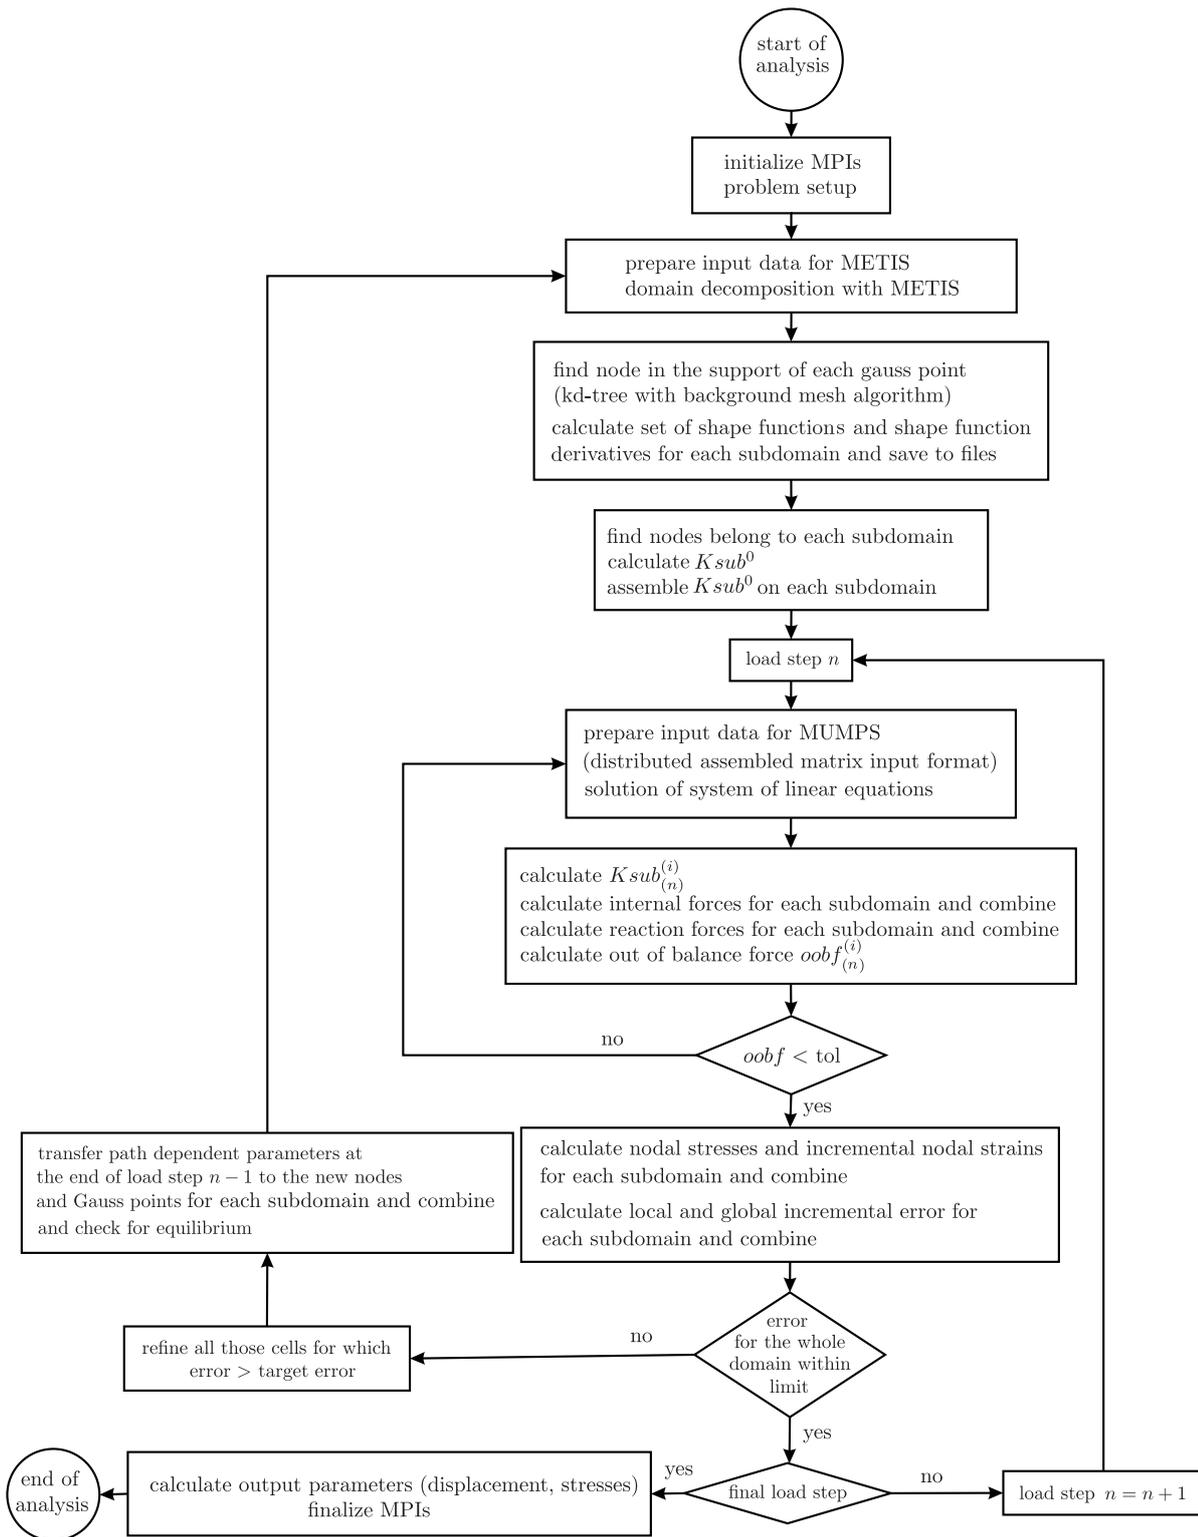 start of
analysis
initialize MPIs
problem setup
prepare input data for METIS
domain decomposition with METIS
find node in the support of each gauss point
(kd-tree with background mesh algorithm)
calculate set of shape functions and shape function
derivatives for each subdomain and save to files
find nodes belong to each subdomain
calculate Ksub⁰
assemble Ksub⁰ on each subdomain
load step n
prepare input data for MUMPS
(distributed assembled matrix input format)
solution of system of linear equations
calculate Ksub_{(n)}^{(i)}
calculate internal forces for each subdomain and combine
calculate reaction forces for each subdomain and combine
calculate out of balance force oobf_{(n)}^{(i)}
no
oobf < tol
yes
transfer path dependent parameters at
the end of load step n − 1 to the new nodes
and Gauss points for each subdomain and combine
and check for equilibrium
calculate nodal stresses and incremental nodal strains
for each subdomain and combine
calculate local and global incremental error for
each subdomain and combine
refine all those cells for which
error > target error
no
error
for the whole
domain within
limit
yes
end of
analysis
calculate output parameters (displacement, stresses)
finalize MPIs
yes
final load step
no
load step n = n + 1